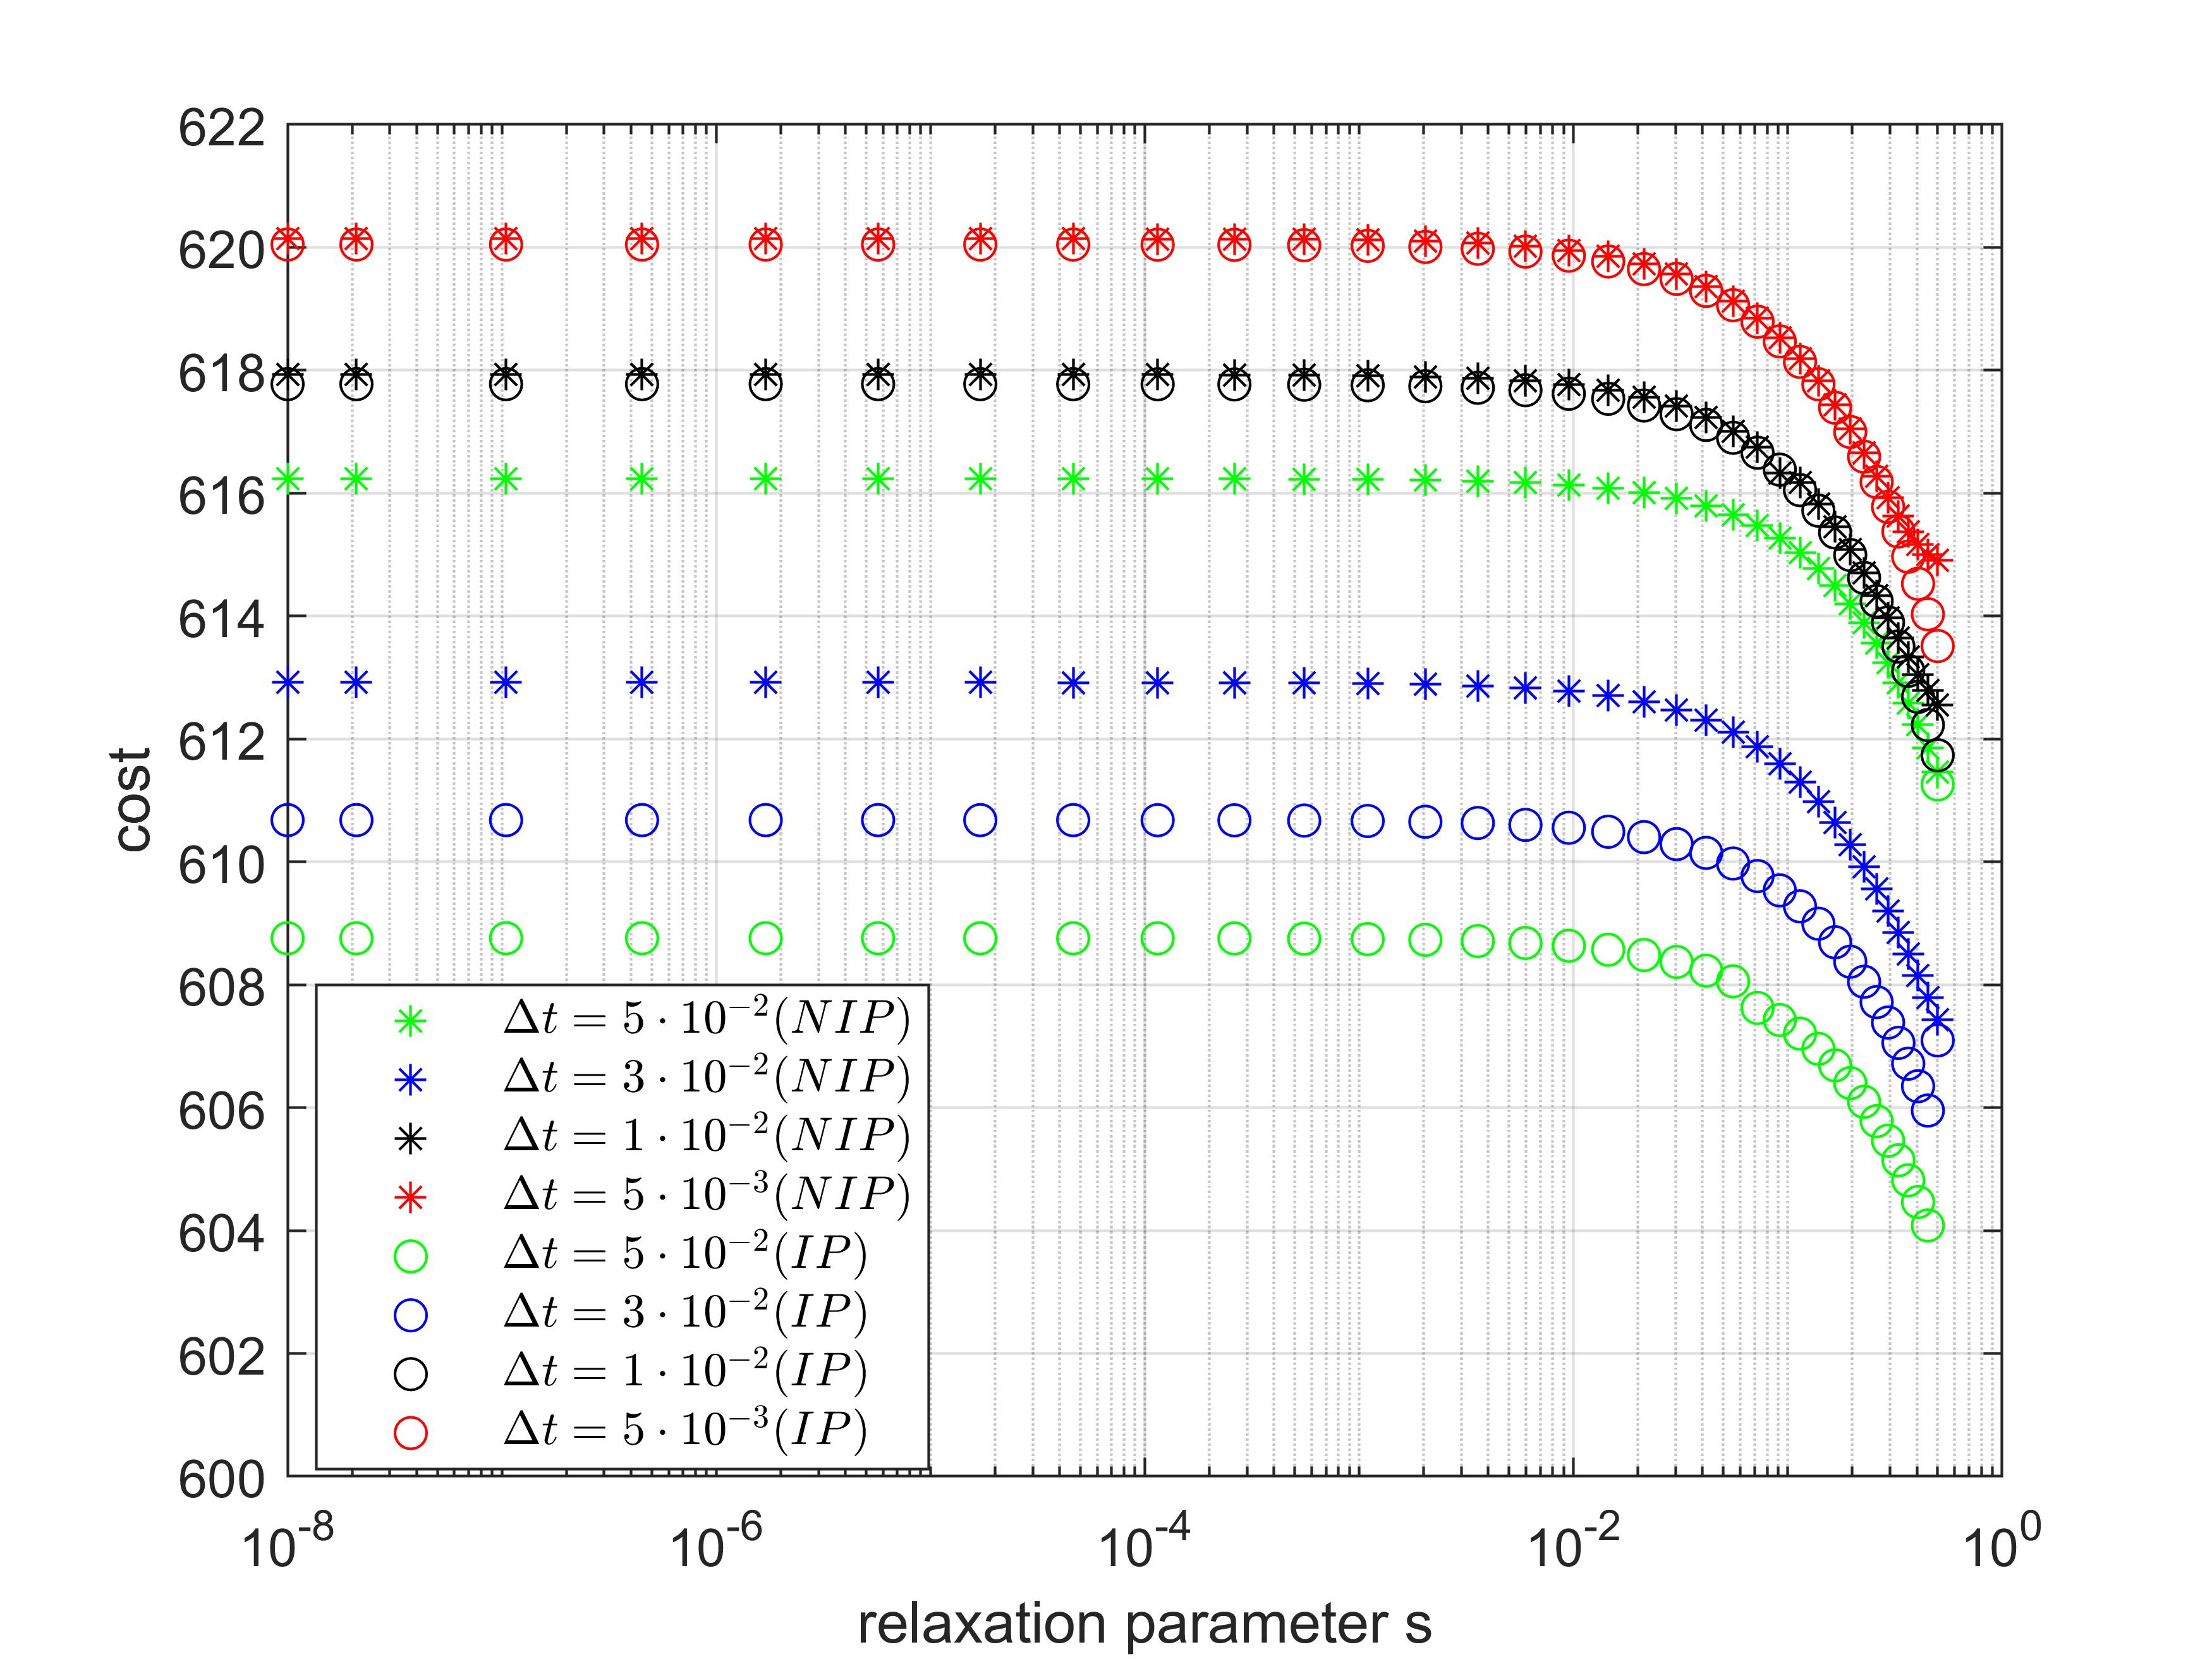 622
620
618
616
614
612
610
608
606
604
602
600
cost
Δt = 5 · 10⁻²(NIP)
Δt = 3 · 10⁻²(NIP)
Δt = 1 · 10⁻²(NIP)
Δt = 5 · 10⁻³(NIP)
Δt = 5 · 10⁻²(IP)
Δt = 3 · 10⁻²(IP)
Δt = 1 · 10⁻²(IP)
Δt = 5 · 10⁻³(IP)
10⁻⁸ 10⁻⁶ 10⁻⁴ 10⁻² 10⁰
relaxation parameter s